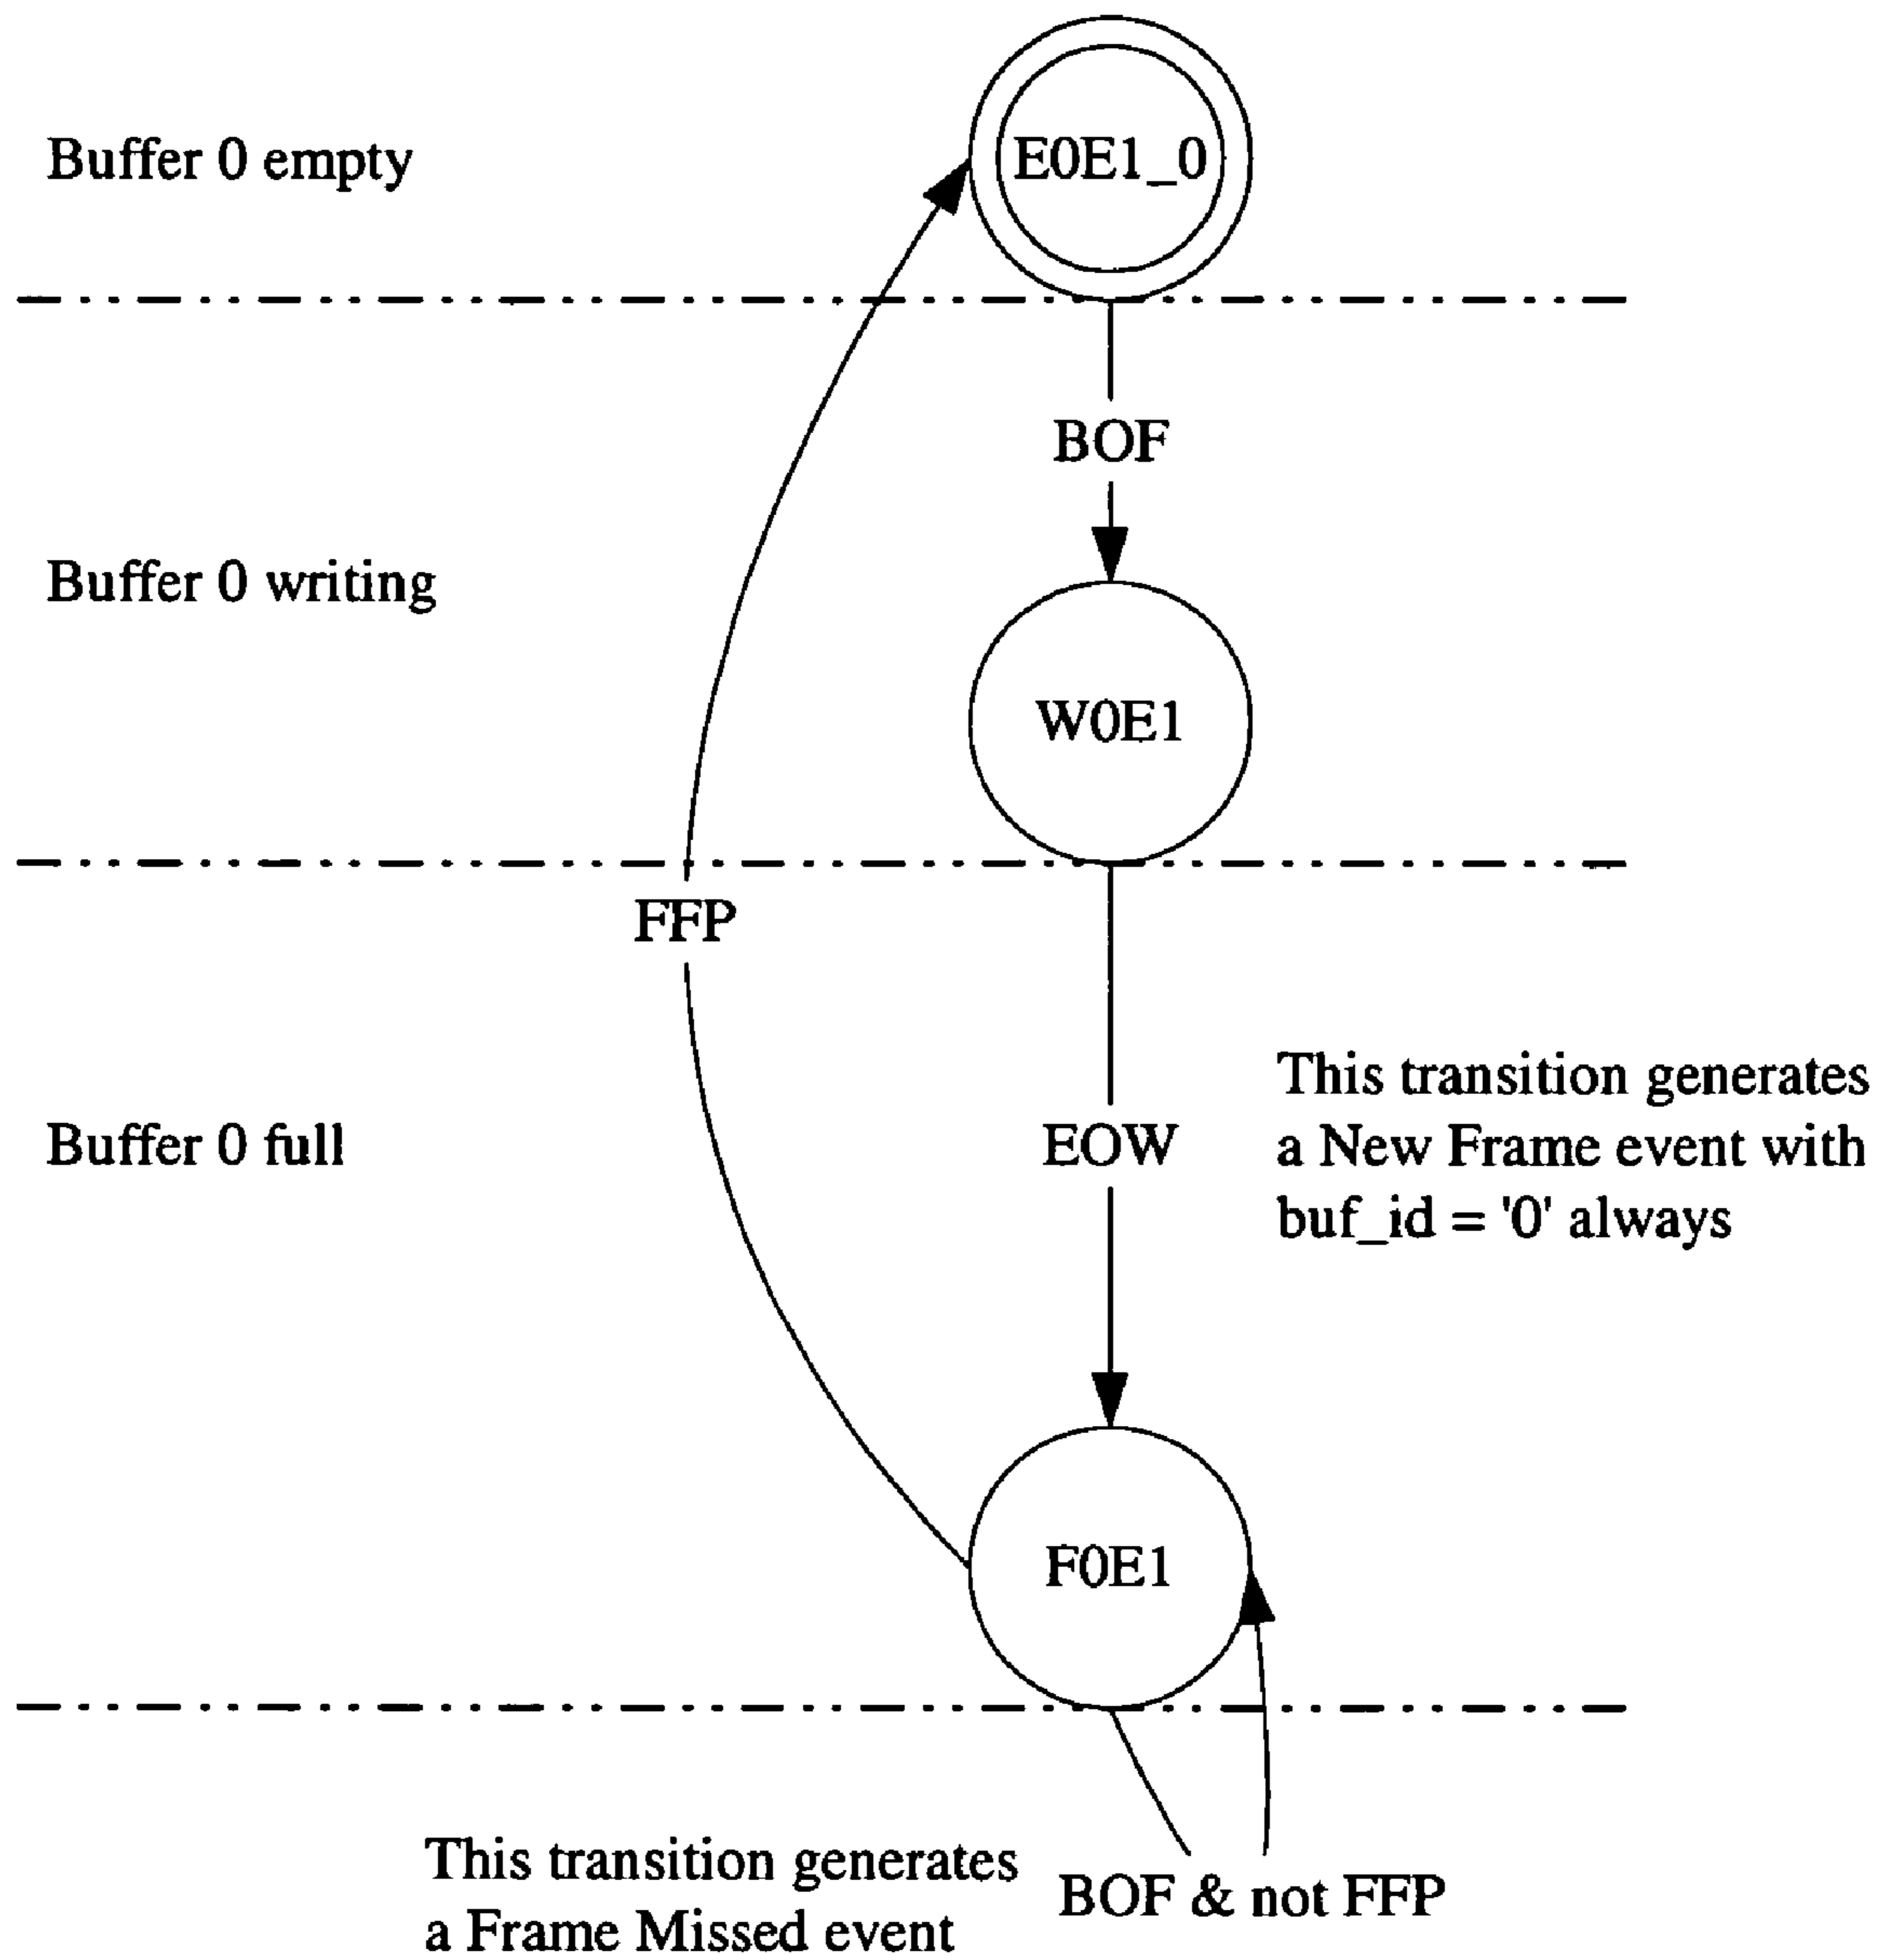 Buffer 0 empty
E0E1_0
BOF
Buffer 0 writing
W0E1
FFP
Buffer 0 full
EOW
This transition generates
a New Frame event with
buf_id = '0' always
F0E1
This transition generates
a Frame Missed event
BOF & not FFP